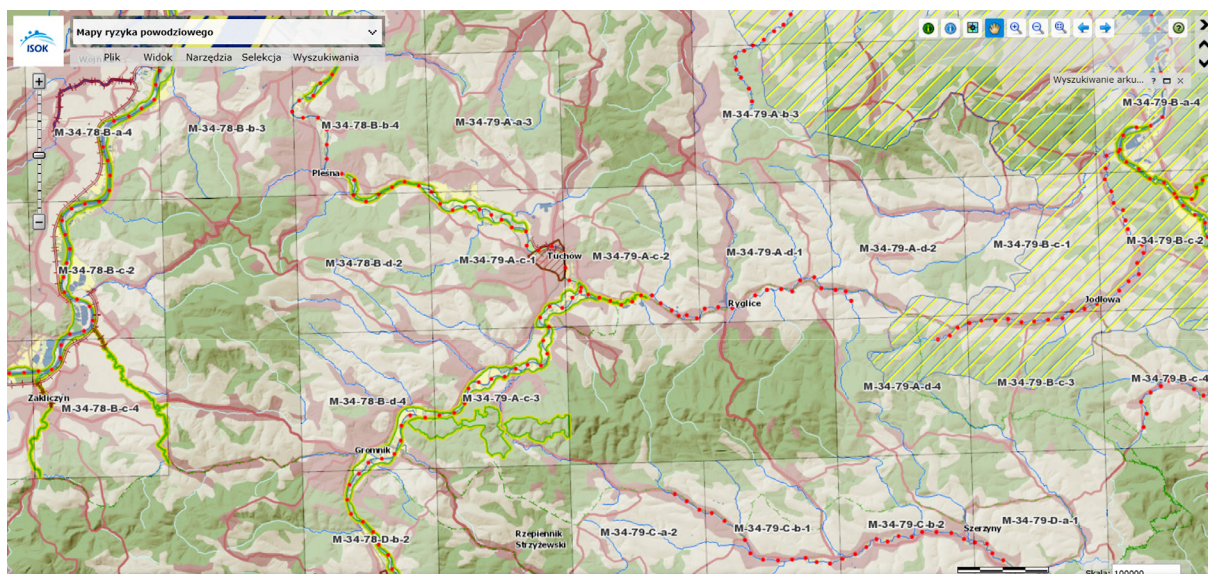 ISOK
Mapy ryzyka powodziowego
Plik Widok Narzędzia Selekcja Wyszukiwania
Wyszukiwanie arku... ?
M-34-78-B-a-4
M-34-78-B-b-3
M-34-78-B-b-4
M-34-79-A-a-3
M-34-79-A-b-3
M-34-79-B-a-4
Pleśna
M-34-78-B-c-2
M-34-78-B-d-2
M-34-79-A-c-1
Tuchów
M-34-79-A-c-2
M-34-79-A-d-1
M-34-79-A-d-2
M-34-79-B-c-1
M-34-79-B-c-2
Ryglice
Jodłowa
Zakliczyn
M-34-78-B-c-4
M-34-78-B-d-4
M-34-79-A-c-3
M-34-79-A-d-4
M-34-79-B-c-3
M-34-79-B-c-4
Gromnik
M-34-78-D-b-2
Rzepiennik
Strzyżewski
M-34-79-C-a-2
M-34-79-C-b-1
M-34-79-C-b-2
Szerzyny
M-34-79-D-a-1
Skala: 100000